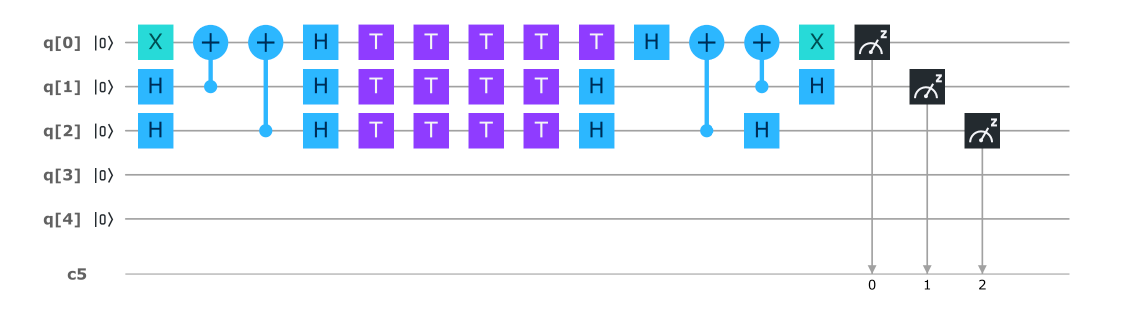 q[0] |0⟩ X + + H T T T T T H + + X z
q[1] |0⟩ H H T T T T H H z
q[2] |0⟩ H H T T T T H H z
q[3] |0⟩
q[4] |0⟩
c5
0 1 2